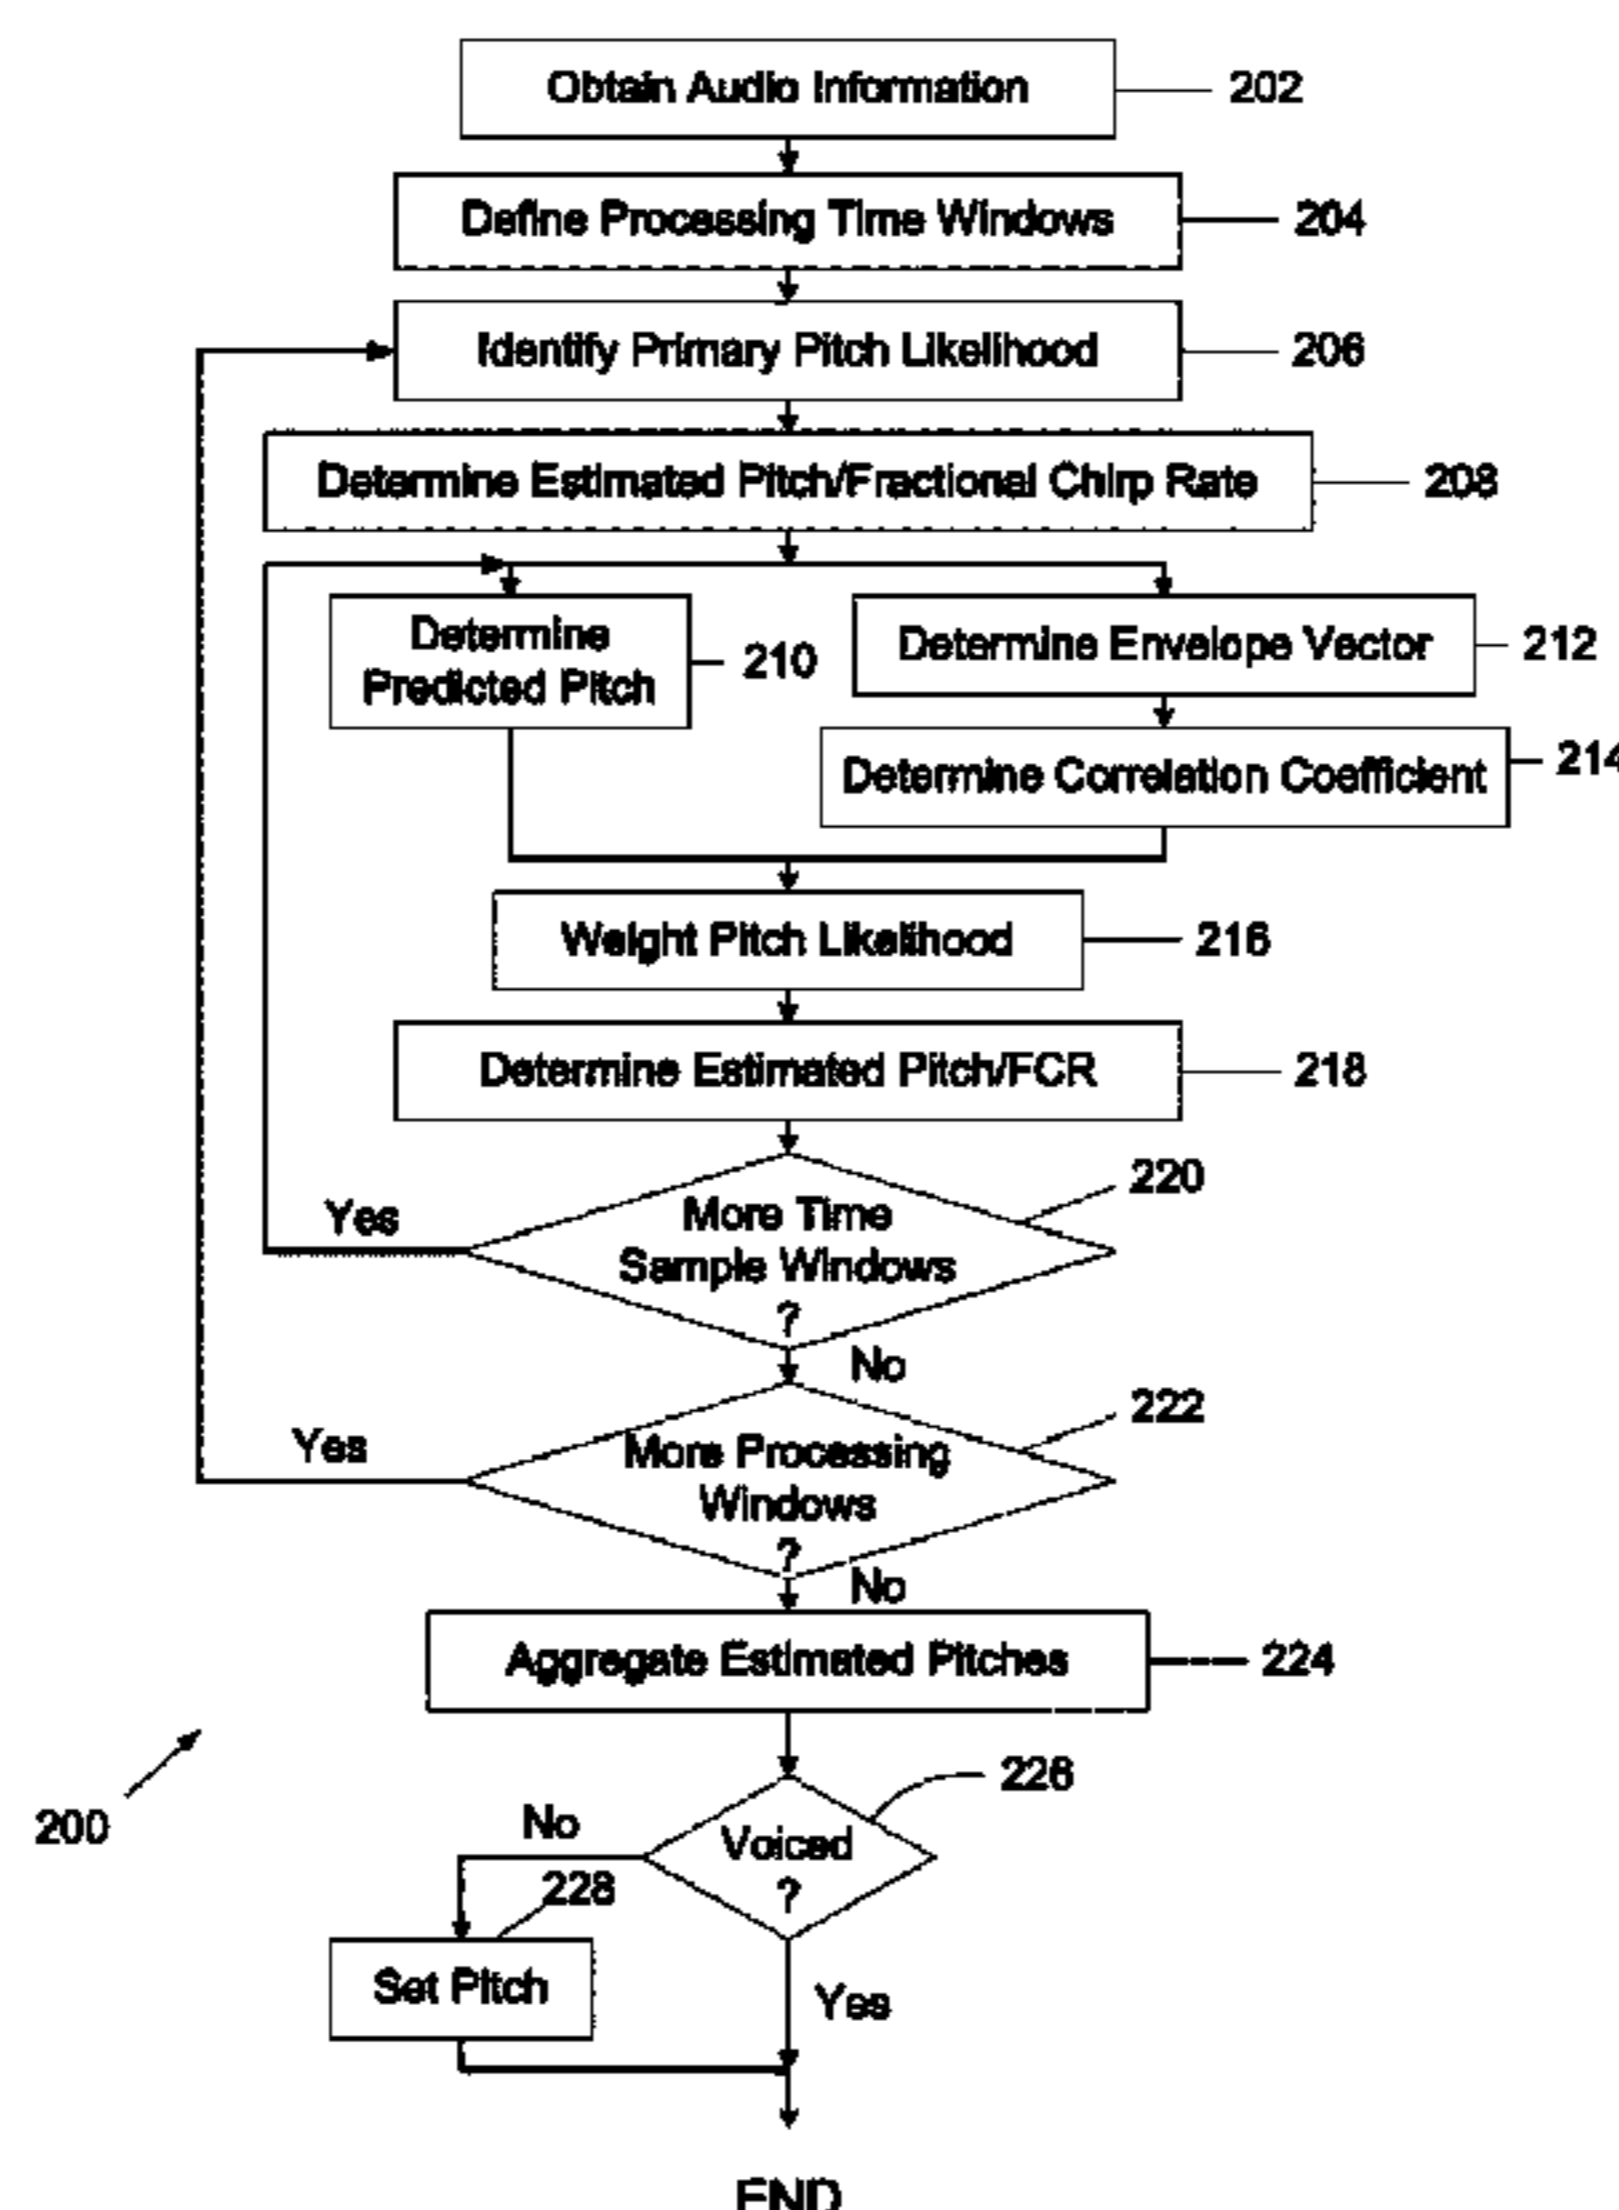 Obtain Audio Information
202
Define Processing Time Windows
204
Identify Primary Pitch Likelihood
206
Determine Estimated Pitch/Fractional Chirp Rate
208
Determine
Predicted Pitch
210
Determine Envelope Vector
212
Determine Correlation Coefficient
214
Weight Pitch Likelihood
216
Determine Estimated Pitch/FCR
218
More Time
Sample Windows
?
220
Yes
No
More Processing
Windows
?
222
Yes
No
Aggregate Estimated Pitches
224
200
Voiced
?
226
No
228
Set Pitch
Yes
END